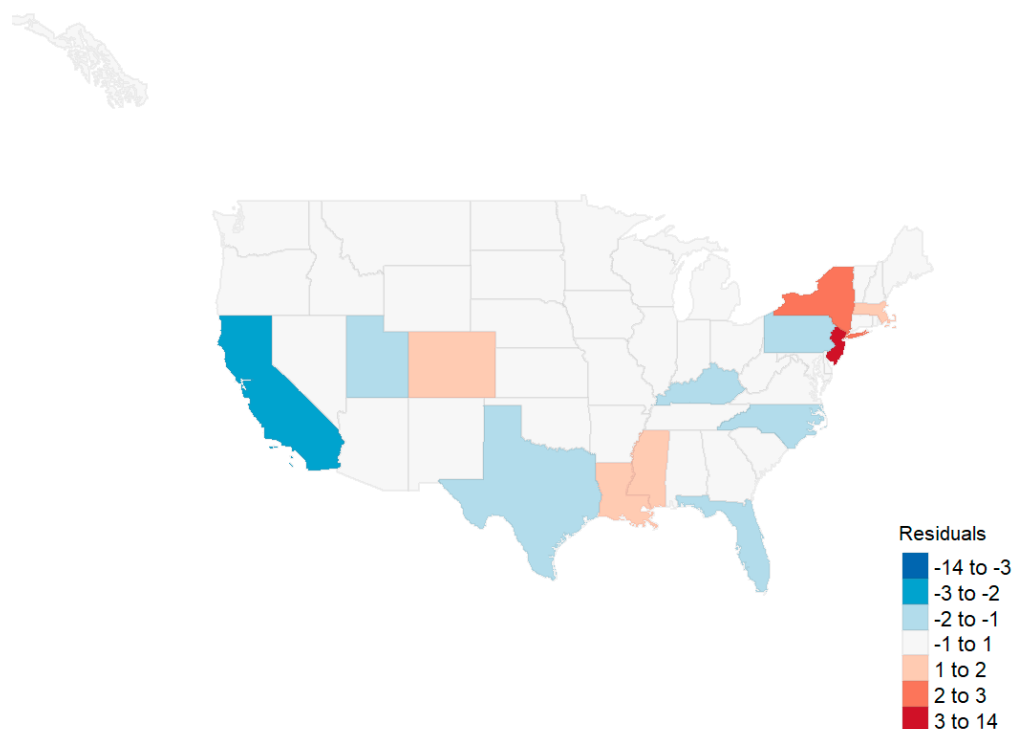 Residuals
-14 to -3
-3 to -2
-2 to -1
-1 to 1
1 to 2
2 to 3
3 to 14